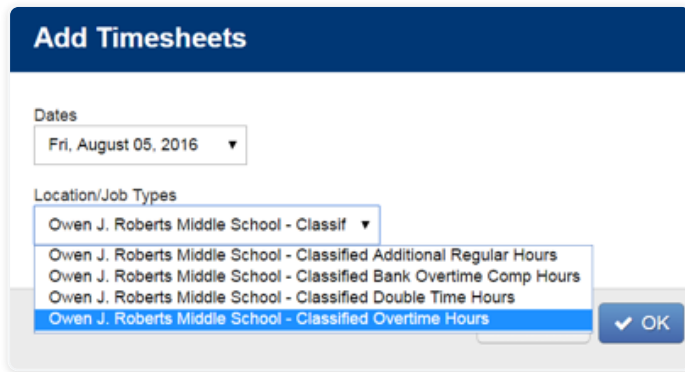 Add Timesheets
Dates
Fri, August 05, 2016
Location/Job Types
Owen J. Roberts Middle School - Classif
Owen J. Roberts Middle School - Classified Additional Regular Hours
Owen J. Roberts Middle School - Classified Bank Overtime Comp Hours
Owen J. Roberts Middle School - Classified Double Time Hours
Owen J. Roberts Middle School - Classified Overtime Hours
OK